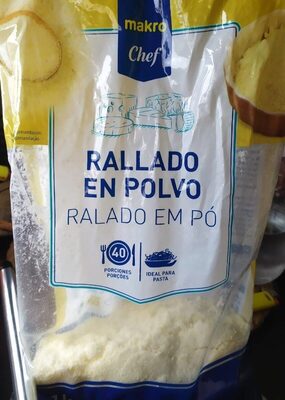 makro
Chef
RALLADO
EN POLVO
RALADO EM PÓ
40
PORCIONES
PORÇÕES
IDEAL PARA
PASTA